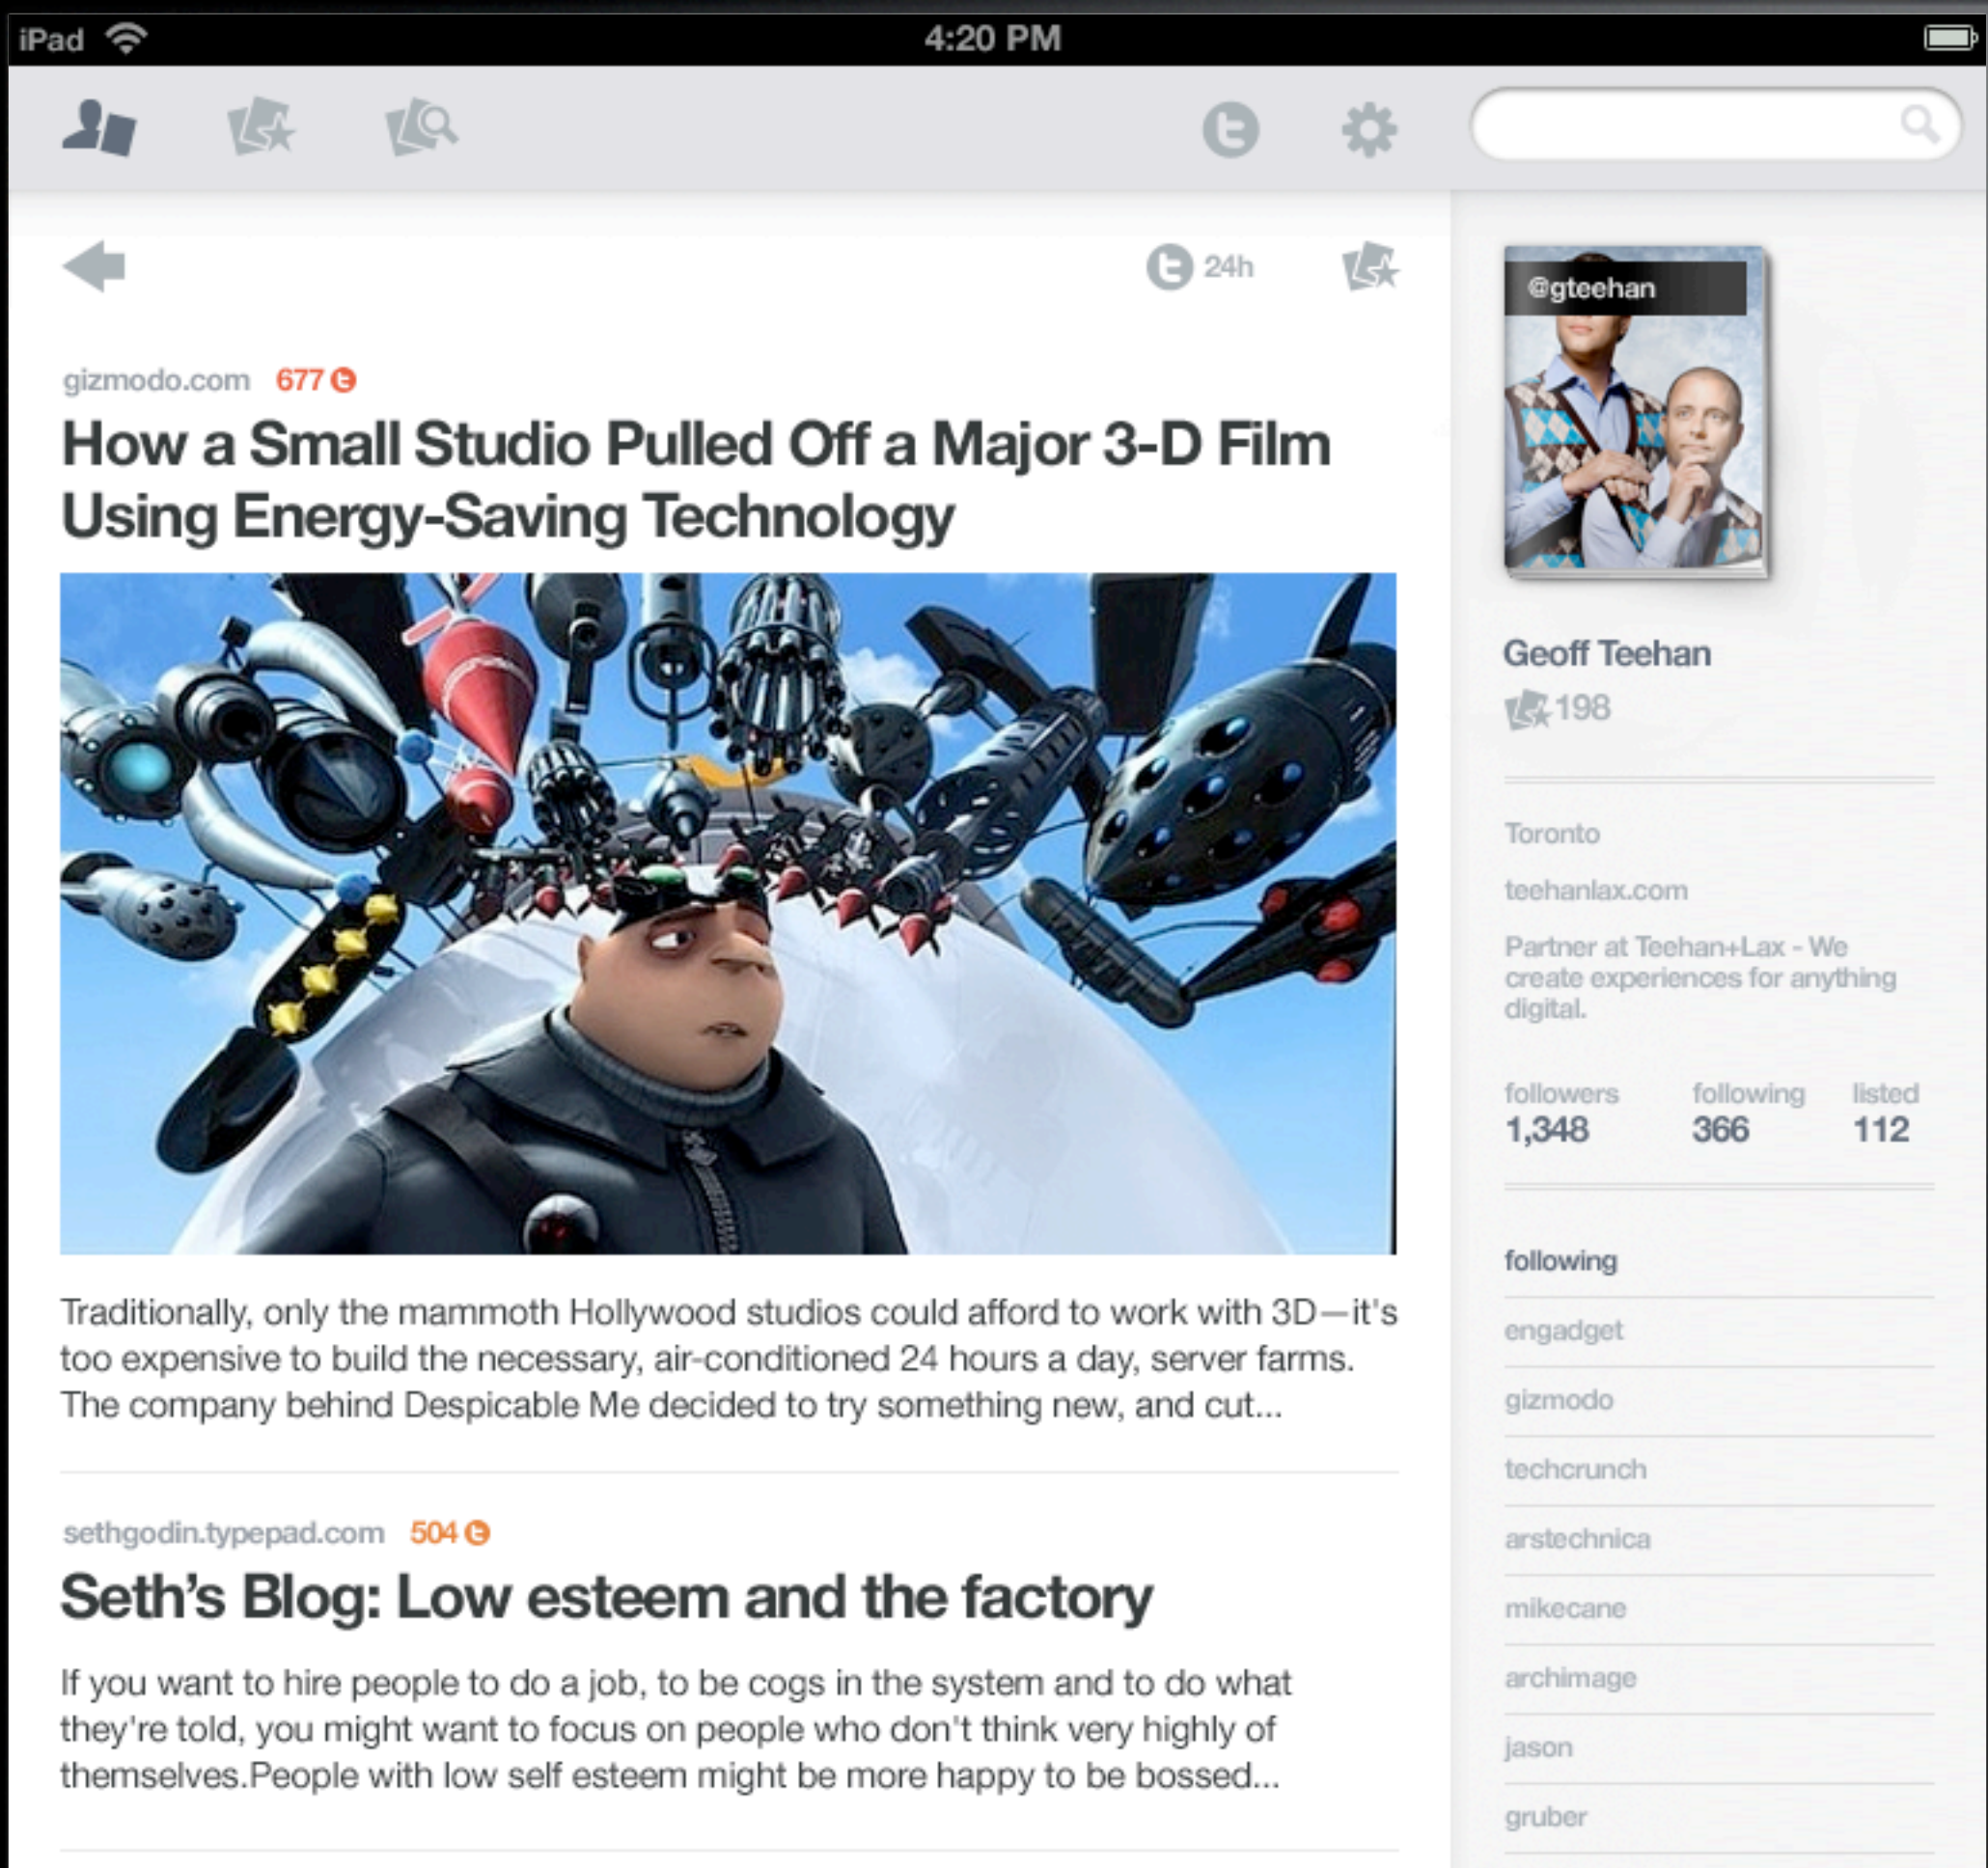 iPad
4:20 PM
24h
gizmodo.com 677
How a Small Studio Pulled Off a Major 3-D Film
Using Energy-Saving Technology
Traditionally, only the mammoth Hollywood studios could afford to work with 3D—it's
too expensive to build the necessary, air-conditioned 24 hours a day, server farms.
The company behind Despicable Me decided to try something new, and cut...
sethgodin.typepad.com 504
Seth’s Blog: Low esteem and the factory
If you want to hire people to do a job, to be cogs in the system and to do what
they're told, you might want to focus on people who don't think very highly of
themselves.People with low self esteem might be more happy to be bossed...
@gteehan
Geoff Teehan
198
Toronto
teehanlax.com
Partner at Teehan+Lax - We
create experiences for anything
digital.
followers following listed
1,348 366 112
following
engadget
gizmodo
techcrunch
arstechnica
mikecane
archimage
jason
gruber